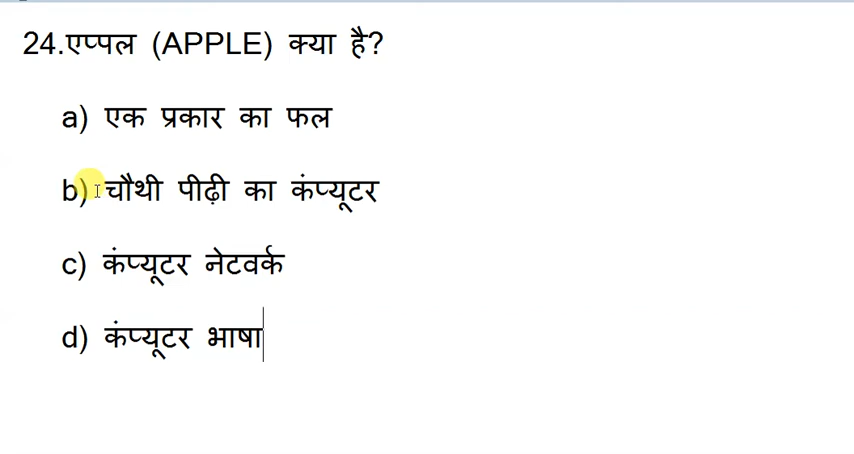 24.एप्पल (APPLE) क्या है?
a) एक प्रकार का फल
b) चौथी पीढ़ी का कंप्यूटर
c) कंप्यूटर नेटवर्क
d) कंप्यूटर भाषा